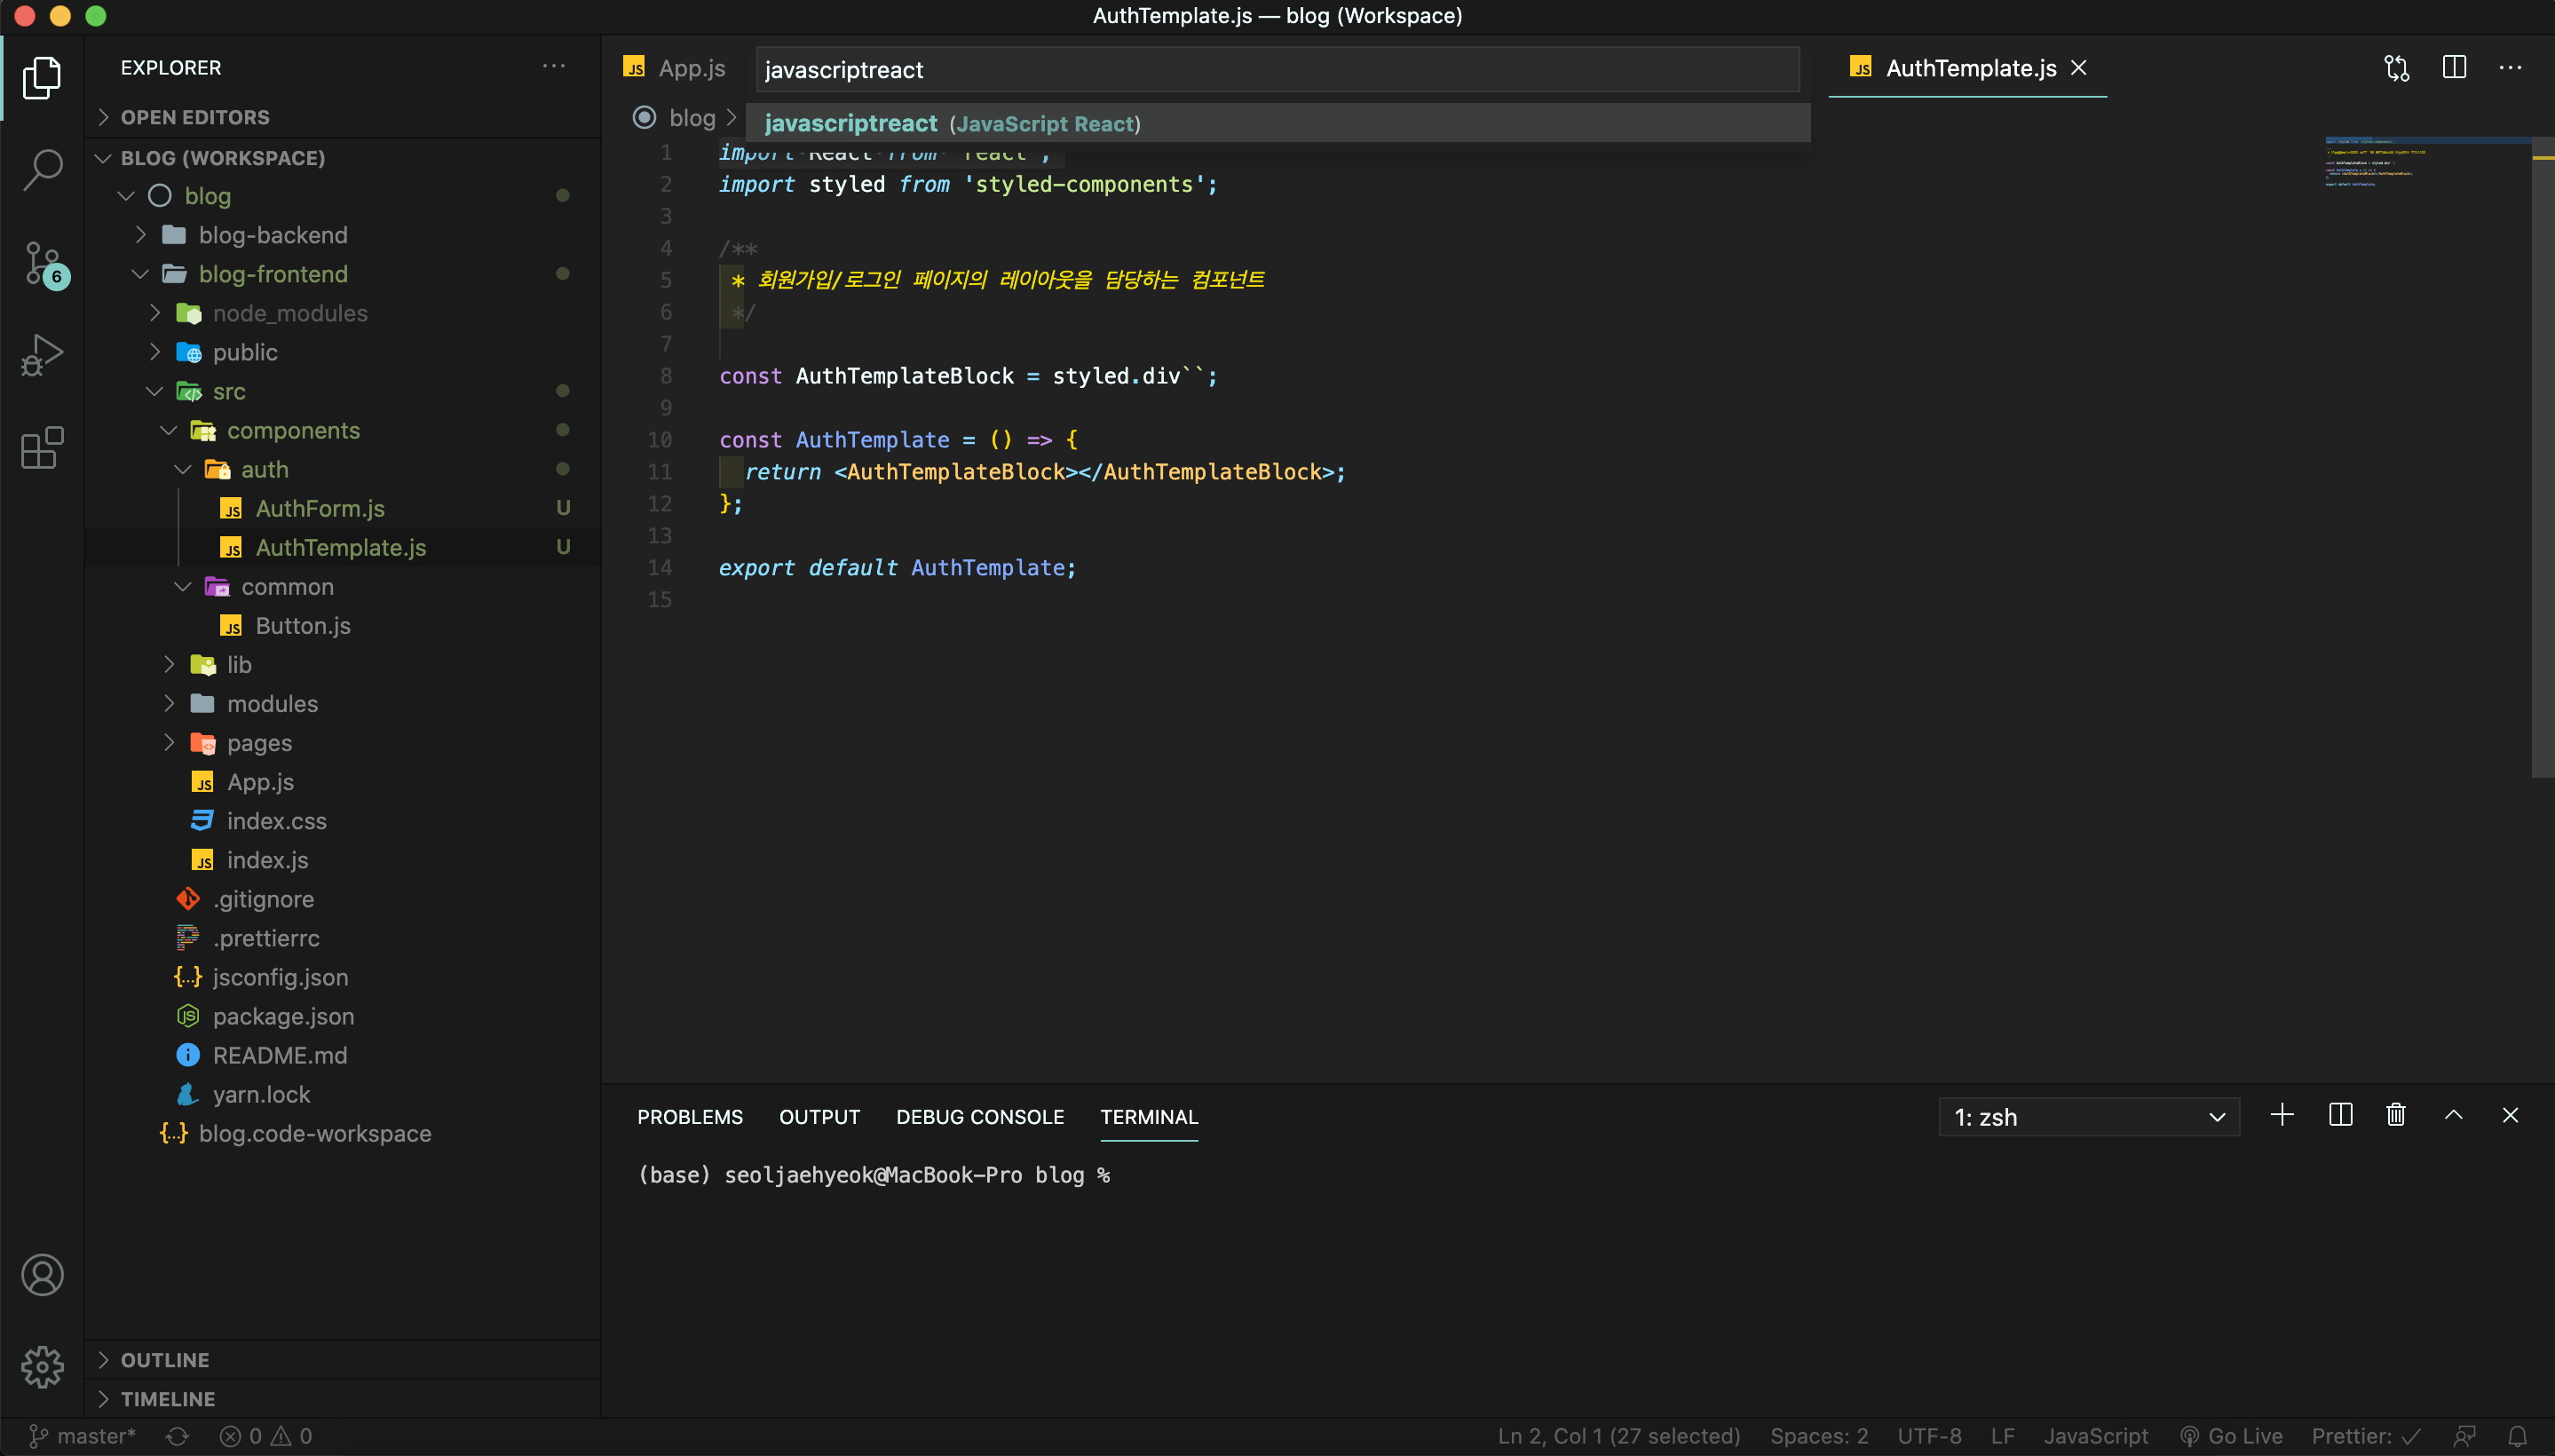 AuthTemplate.js — blog (Workspace)
EXPLORER
OPEN EDITORS
BLOG (WORKSPACE)
blog
blog-backend
blog-frontend
node_modules
public
src
components
auth
AuthForm.js U
AuthTemplate.js U
common
Button.js
lib
modules
pages
App.js
index.css
index.js
.gitignore
.prettierrc
jsconfig.json
package.json
README.md
yarn.lock
blog.code-workspace
OUTLINE
TIMELINE
6
App.js
javascriptreact
AuthTemplate.js
blog
javascriptreact (JavaScript React)
1 import React from 'react';
2 import styled from 'styled-components';
3
4 /**
5 * 회원가입/로그인 페이지의 레이아웃을 담당하는 컴포넌트
6 */
7
8 const AuthTemplateBlock = styled.div``;
9
10 const AuthTemplate = () => {
11 return <AuthTemplateBlock></AuthTemplateBlock>;
12 };
13
14 export default AuthTemplate;
15
PROBLEMS OUTPUT DEBUG CONSOLE TERMINAL 1: zsh
(base) seoljaehyeok@MacBook-Pro blog %
master* 0 0 Ln 2, Col 1 (27 selected) Spaces: 2 UTF-8 LF JavaScript Go Live Prettier: ✓